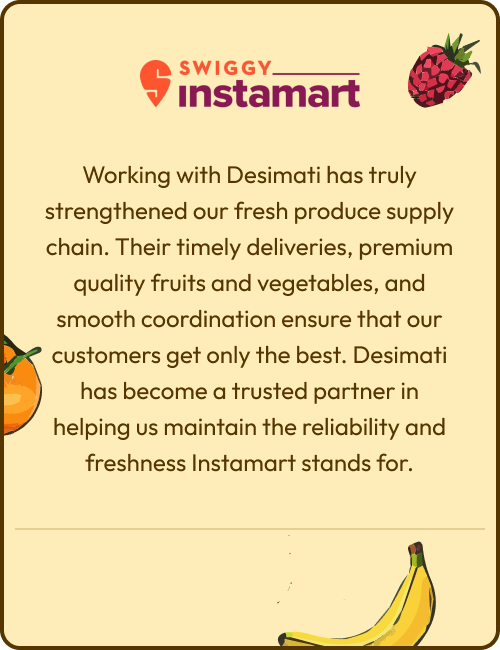 SWIGGY
instamart
Working with Desimati has truly
strengthened our fresh produce supply
chain. Their timely deliveries, premium
quality fruits and vegetables, and
smooth coordination ensure that our
customers get only the best. Desimati
has become a trusted partner in
helping us maintain the reliability and
freshness Instamart stands for.